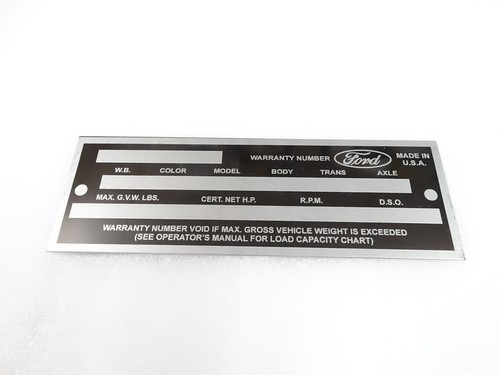 WARRANTY NUMBER Ford MADE IN U.S.A.
W.B. COLOR MODEL BODY TRANS AXLE
MAX. G.V.W. LBS. CERT. NET H.P. R.P.M. D.S.O.
WARRANTY NUMBER VOID IF MAX. GROSS VEHICLE WEIGHT IS EXCEEDED
(SEE OPERATOR'S MANUAL FOR LOAD CAPACITY CHART)